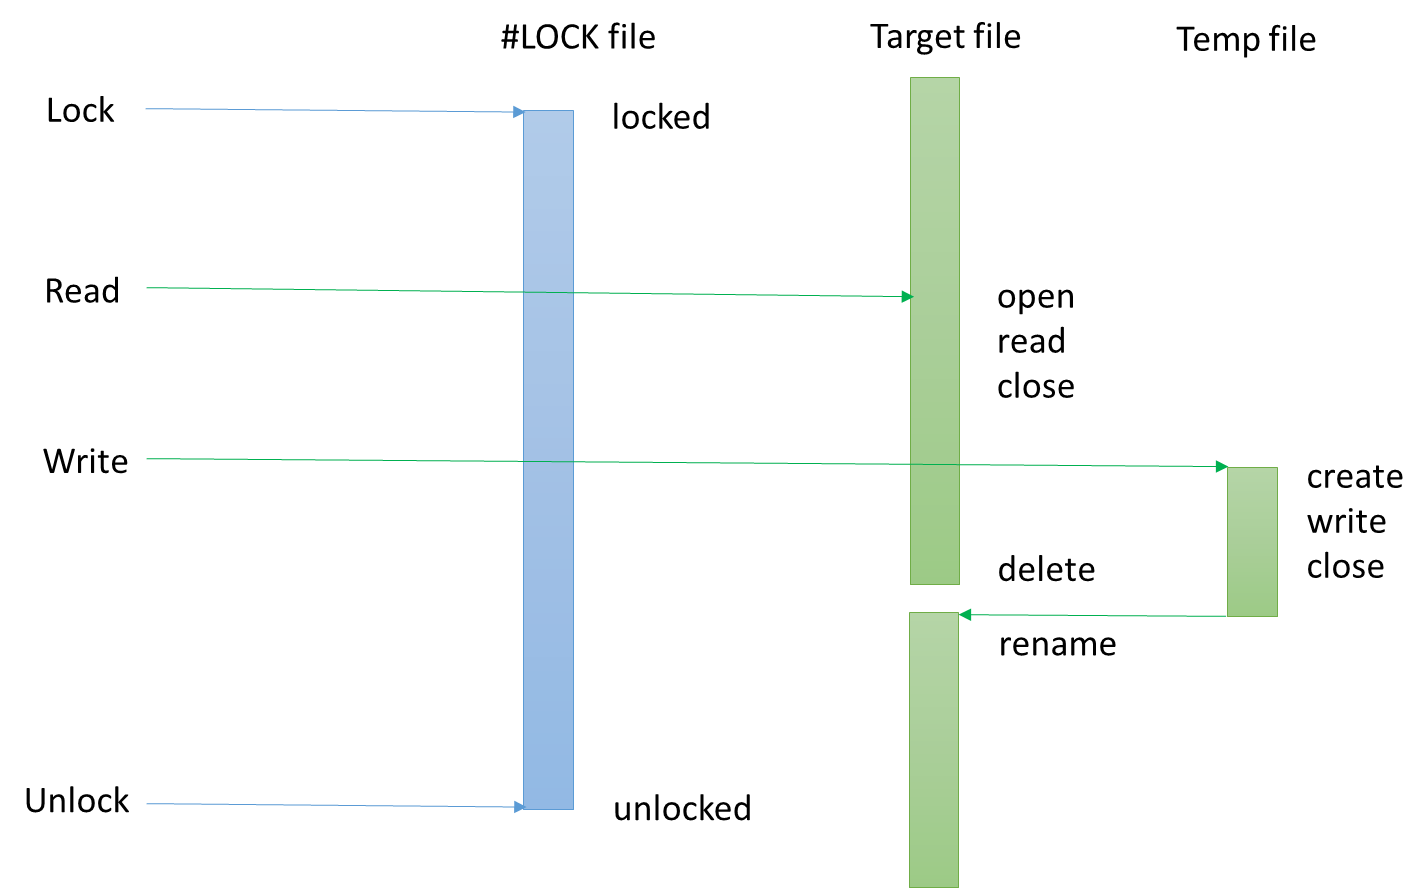 #LOCK file
Target file
Temp file
Lock
locked
Read
open
read
close
Write
create
write
close
delete
rename
Unlock
unlocked